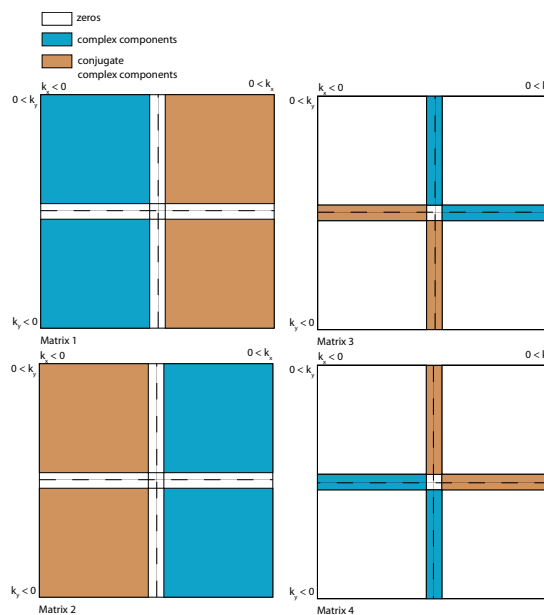 zeros
complex components
conjugate
complex components
k_x < 0
0 < k_x
0 < k_y
k_y < 0
Matrix 1
k_x < 0
0 < k
0 < k_y
Matrix 3
k_x < 0
0 < k_x
0 < k_y
k_y < 0
Matrix 2
k_x < 0
0 < k
0 < k_y
k_y < 0
k_y < 0
Matrix 4